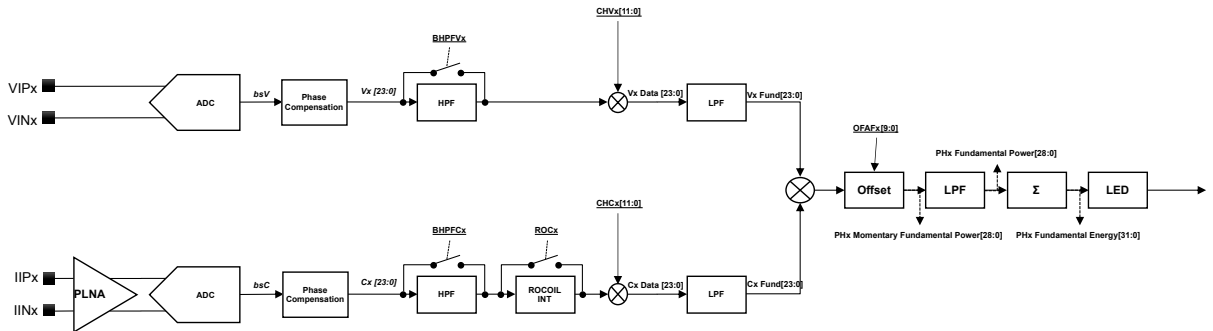 CHVx[11:0]
BHPFVx
VIPx
VINx
ADC
bsV
Phase
Compensation
Vx [23:0]
HPF
Vx Data [23:0]
LPF
Vx Fund[23:0]
OFAFx[9:0]
PHx Fundamental Power[28:0]
Offset
LPF
Σ
LED
PHx Momentary Fundamental Power[28:0]
PHx Fundamental Energy[31:0]
CHCx[11:0]
BHPFCx
ROCx
IIPx
IINx
PLNA
ADC
bsC
Phase
Compensation
Cx [23:0]
HPF
ROCOIL
INT
Cx Data [23:0]
LPF
Cx Fund[23:0]